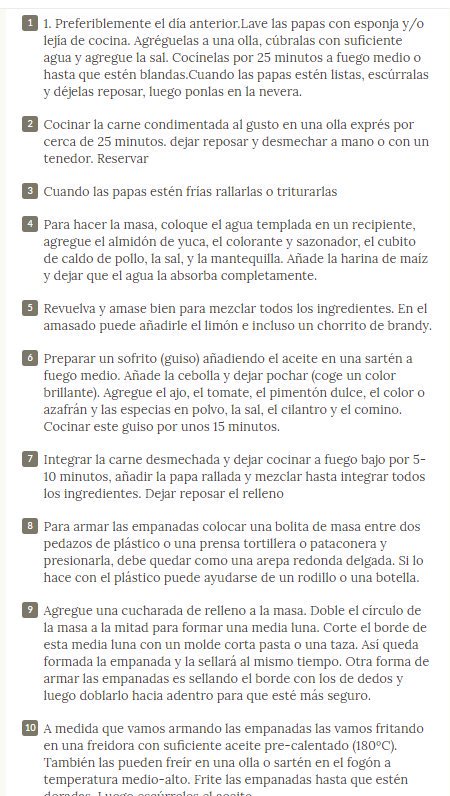 1 1. Preferiblemente el día anterior.Lave las papas con esponja y/o
lejía de cocina. Agréguelas a una olla, cúbralas con suficiente
agua y agregue la sal. Cocínelas por 25 minutos a fuego medio o
hasta que estén blandas.Cuando las papas estén listas, escúrralas
y déjelas reposar, luego ponlas en la nevera.
2 Cocinar la carne condimentada al gusto en una olla exprés por
cerca de 25 minutos. dejar reposar y desmechar a mano o con un
tenedor. Reservar
3 Cuando las papas estén frías rallarlas o triturarlas
4 Para hacer la masa, coloque el agua templada en un recipiente,
agregue el almidón de yuca, el colorante y sazonador, el cubito
de caldo de pollo, la sal, y la mantequilla. Añade la harina de maíz
y dejar que el agua la absorba completamente.
5 Revuelva y amase bien para mezclar todos los ingredientes. En el
amasado puede añadirle el limón e incluso un chorrito de brandy.
6 Preparar un sofrito (guiso) añadiendo el aceite en una sartén a
fuego medio. Añade la cebolla y dejar pochar (coge un color
brillante). Agregue el ajo, el tomate, el pimentón dulce, el color o
azafrán y las especias en polvo, la sal, el cilantro y el comino.
Cocinar este guiso por unos 15 minutos.
7 Integrar la carne desmechada y dejar cocinar a fuego bajo por 5-
10 minutos, añadir la papa rallada y mezclar hasta integrar todos
los ingredientes. Dejar reposar el relleno
8 Para armar las empanadas colocar una bolita de masa entre dos
pedazos de plástico o una prensa tortillera o pataconera y
presionarla, debe quedar como una arepa redonda delgada. Si lo
hace con el plástico puede ayudarse de un rodillo o una botella.
9 Agregue una cucharada de relleno a la masa. Doble el círculo de
la masa a la mitad para formar una media luna. Corte el borde de
esta media luna con un molde corta pasta o una taza. Así queda
formada la empanada y la sellará al mismo tiempo. Otra forma de
armar las empanadas es sellando el borde con los de dedos y
luego doblarlo hacia adentro para que esté más seguro.
10 A medida que vamos armando las empanadas las vamos fritando
en una freidora con suficiente aceite pre-calentado (180ºC).
También las pueden freír en una olla o sartén en el fogón a
temperatura medio-alto. Frite las empanadas hasta que estén
doradas. Luego escúrralas el aceite